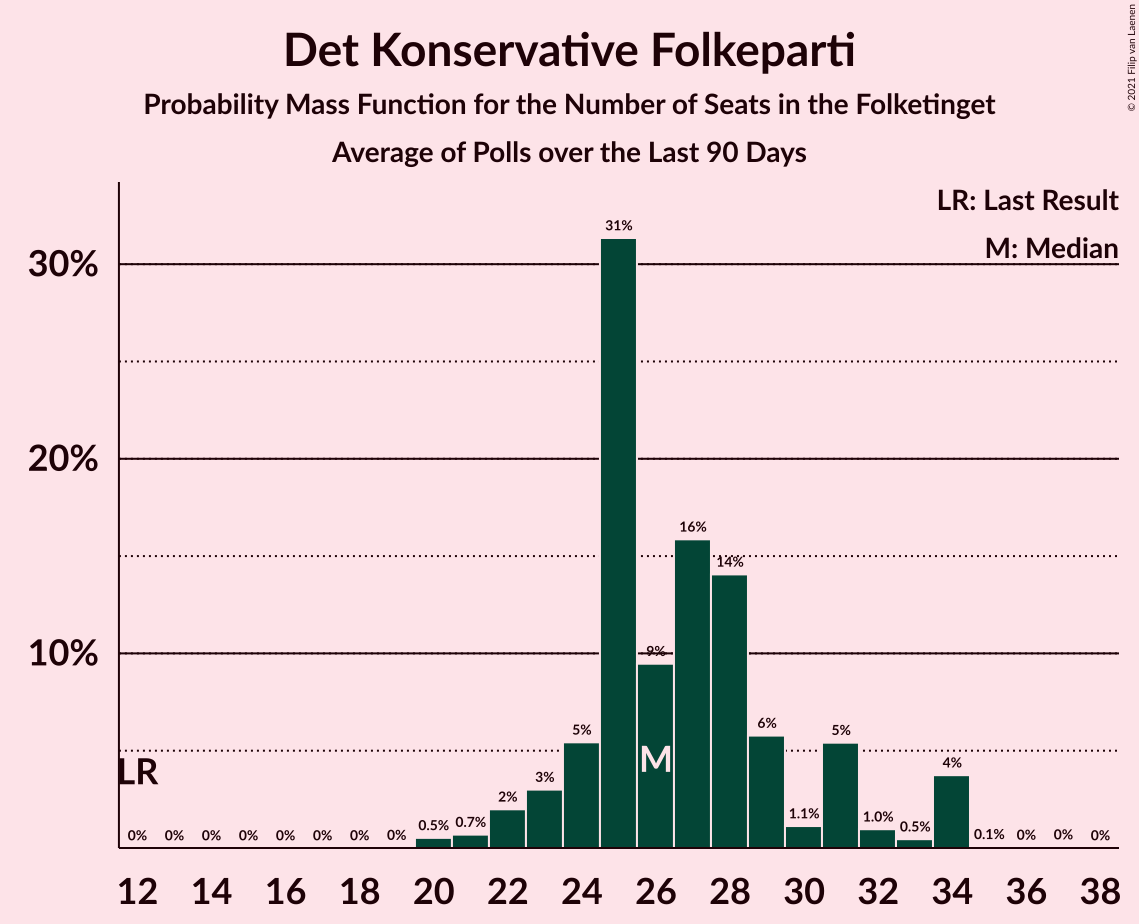 Det Konservative Folkeparti
Probability Mass Function for the Number of Seats in the Folketinget
Average of Polls over the Last 90 Days
© 2021 Filip van Laenen
LR: Last Result
M: Median
30%
20%
10%
31%
16%
14%
9%
6%
5%
5%
4%
3%
2%
0% 0% 0% 0% 0% 0% 0% 0% 0.5% 0.7% 1.1% 1.0% 0.5% 0.1% 0% 0% 0%
LR
M
12 14 16 18 20 22 24 26 28 30 32 34 36 38